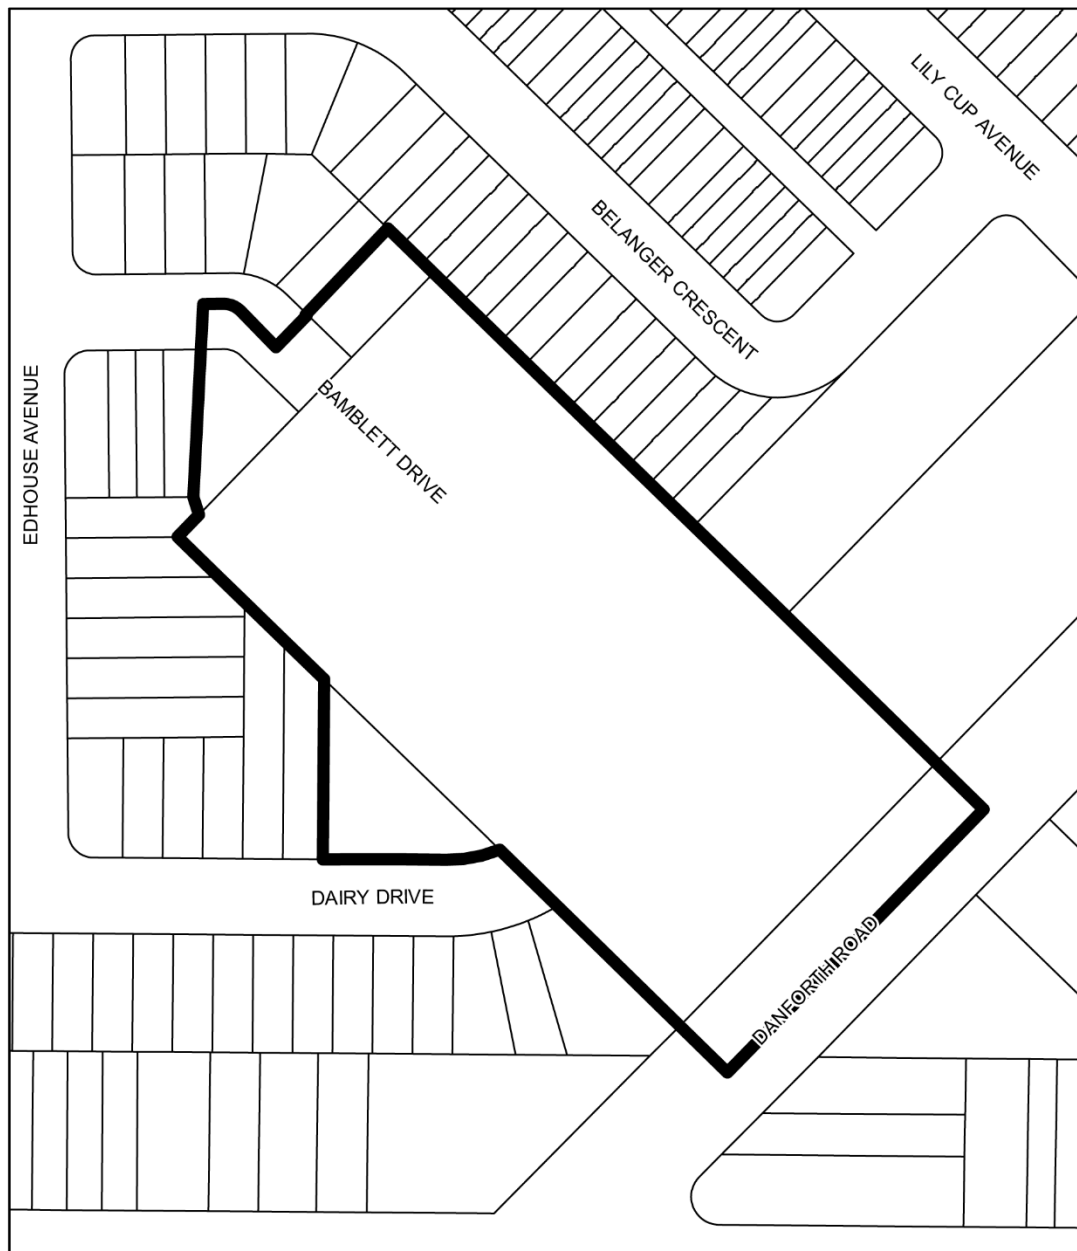 LILY CUP AVENUE
BELANGER CRESCENT
EDHOUSE AVENUE
BAMBLETT DRIVE
DAIRY DRIVE
DANFORTH ROAD